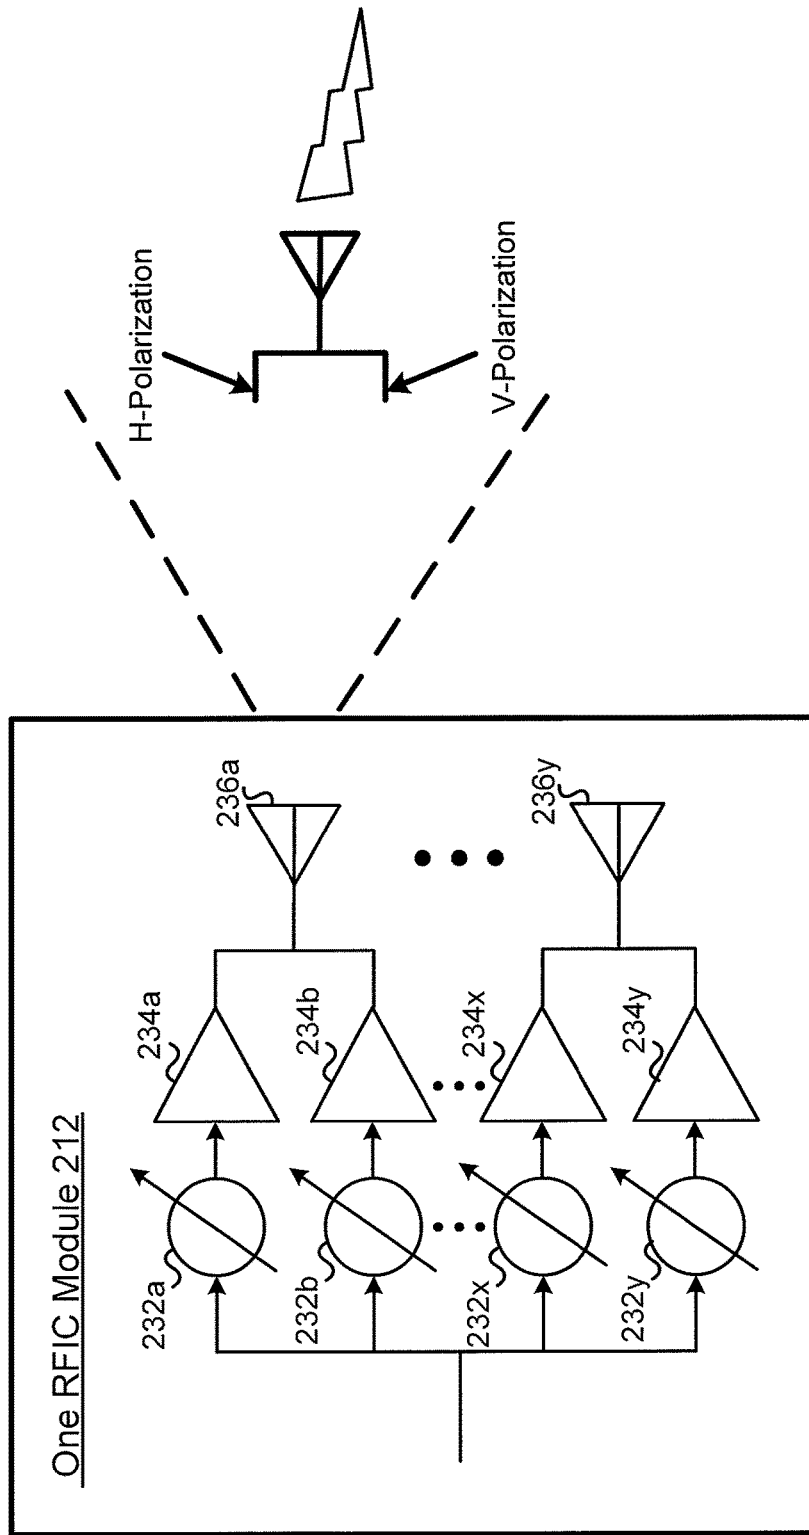 One RFIC Module 212
232a
234a
236a
232b
234b
232x
234x
236y
232y
234y
H-Polarization
V-Polarization